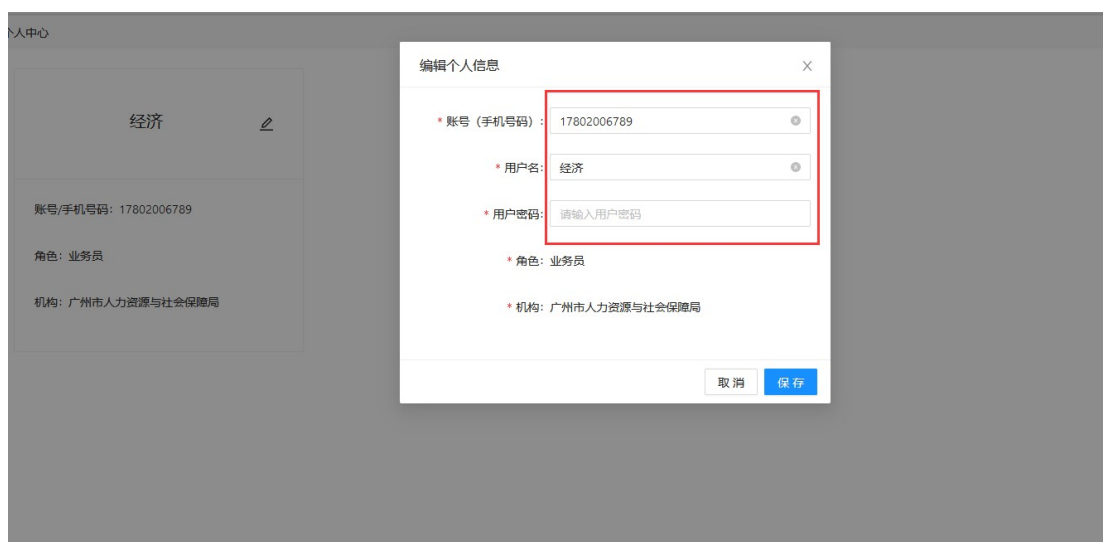 个人中心
经济
账号/手机号码：17802006789
角色：业务员
机构：广州市人力资源与社会保障局
编辑个人信息
* 账号（手机号码）： 17802006789
* 用户名： 经济
* 用户密码： 请输入用户密码
* 角色： 业务员
* 机构： 广州市人力资源与社会保障局
取 消 保 存